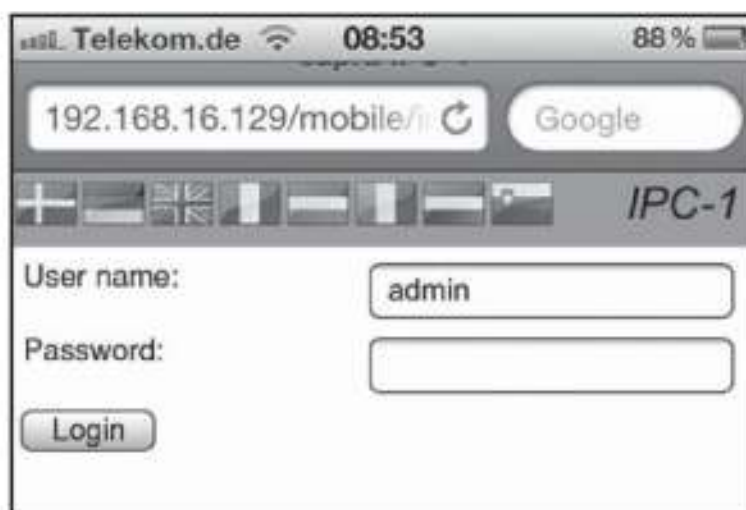 Telekom.de 08:53 88 %
192.168.16.129/mobile/i Google
IPC-1
User name: admin
Password:
Login